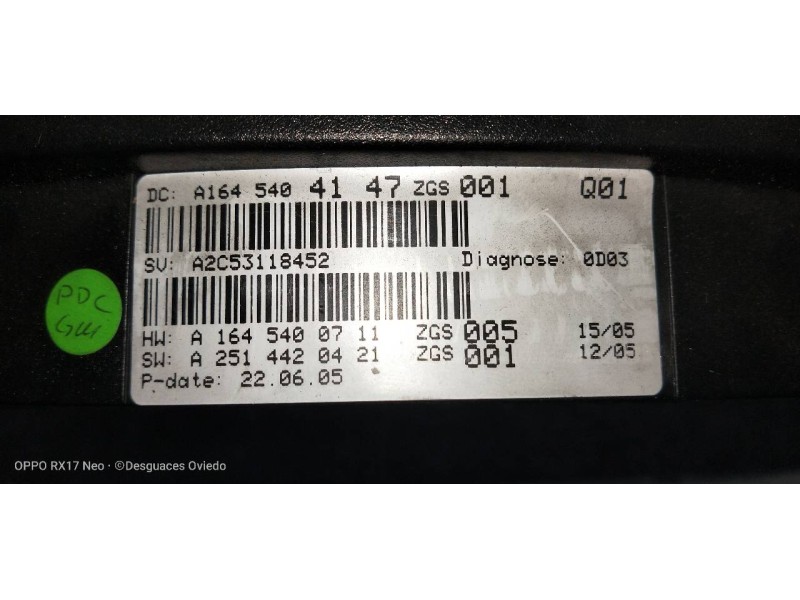 DC: A164 540 41 47 ZGS 001 Q01
SV: A2C53118452 Diagnose: 0D03
HW: A 164 540 07 11 ZGS 005 15/05
SW: A 251 442 04 21 ZGS 001 12/05
P-date: 22.06.05
PDC
OPPO RX17 Neo · ©Desguaces Oviedo